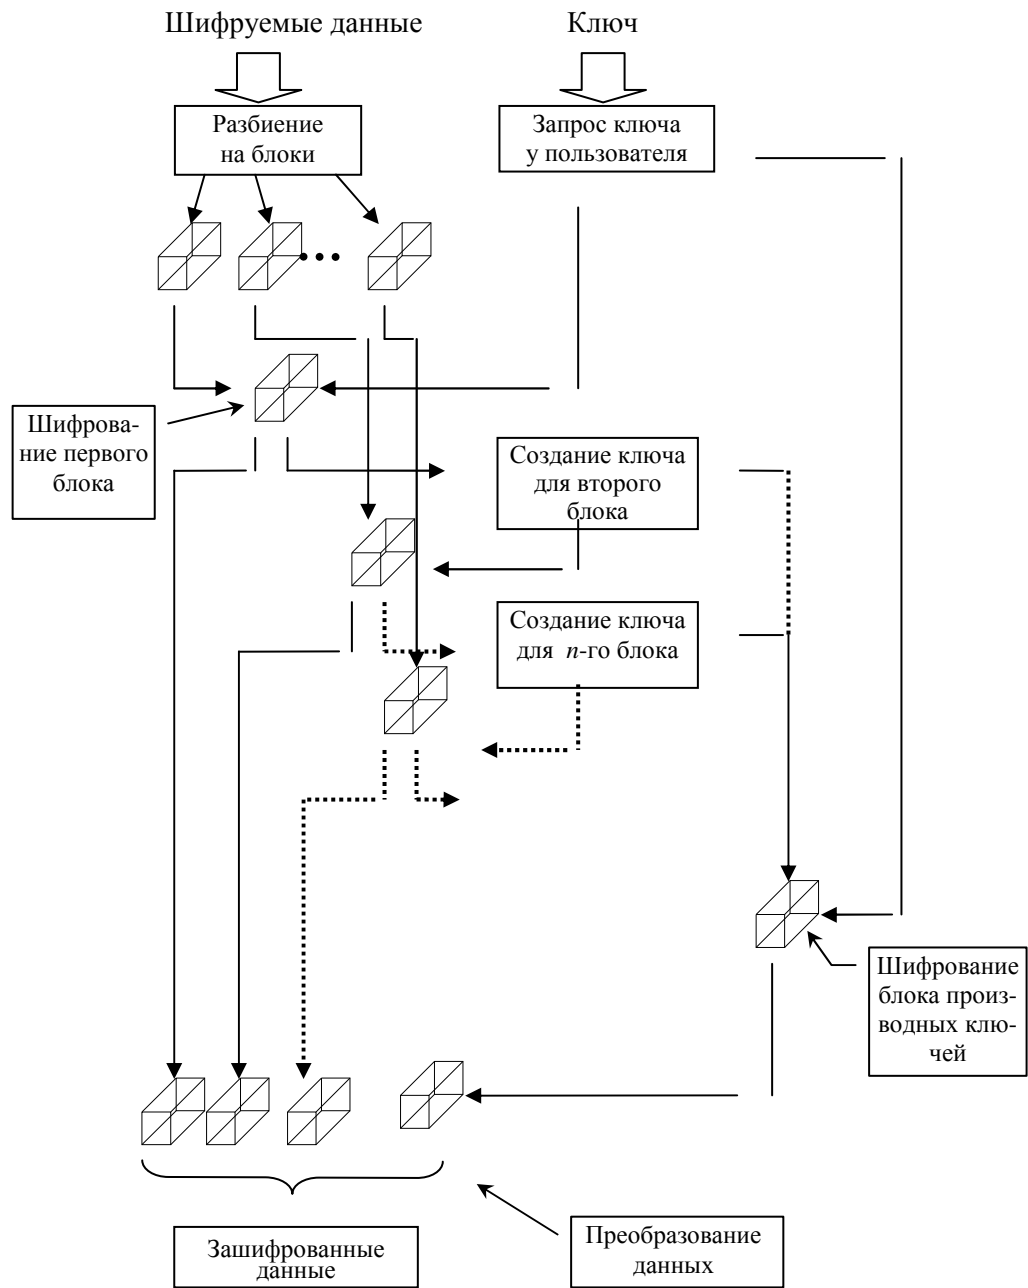 Шифруемые данные
Ключ
Разбиение
на блоки
Запрос ключа
у пользователя
Шифрова-
ние первого
блока
Создание ключа
для второго
блока
Создание ключа
для n-го блока
Шифрование
блока произ-
водных клю-
чей
Зашифрованные
данные
Преобразование
данных